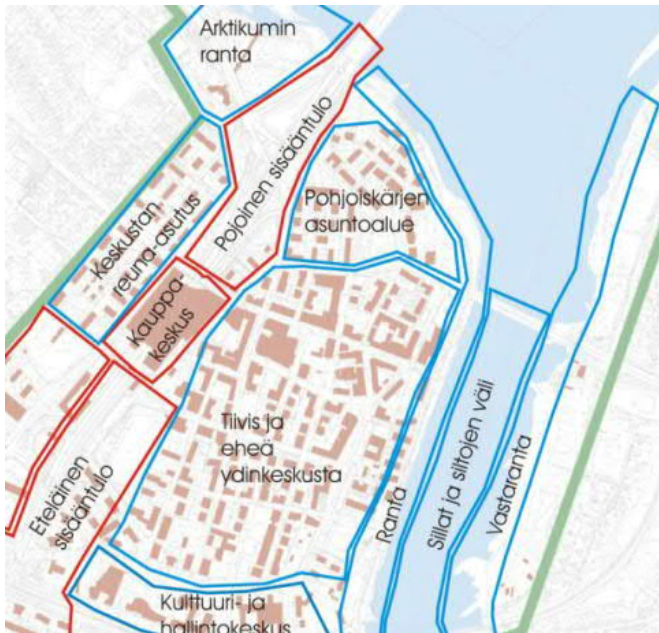 Arktikumin
ranta
Pojoinen sisääntulo
Pohjoiskärjen
asuntoalue
Keskustan
reuna-asutus
Kauppa-
keskus
Tiivis ja
eheä
ydinkeskusta
Eteläinen
sisääntulo
Ranta
Sillat ja siltojen väli
Vastaranta
Kulttuuri- ja
hallintokeskus